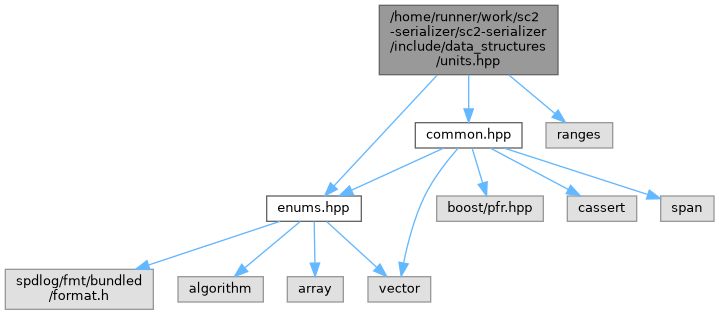 /home/runner/work/sc2
-serializer/sc2-serializer
/include/data_structures
/units.hpp
common.hpp
ranges
enums.hpp
boost/pfr.hpp
cassert
span
spdlog/fmt/bundled
/format.h
algorithm
array
vector